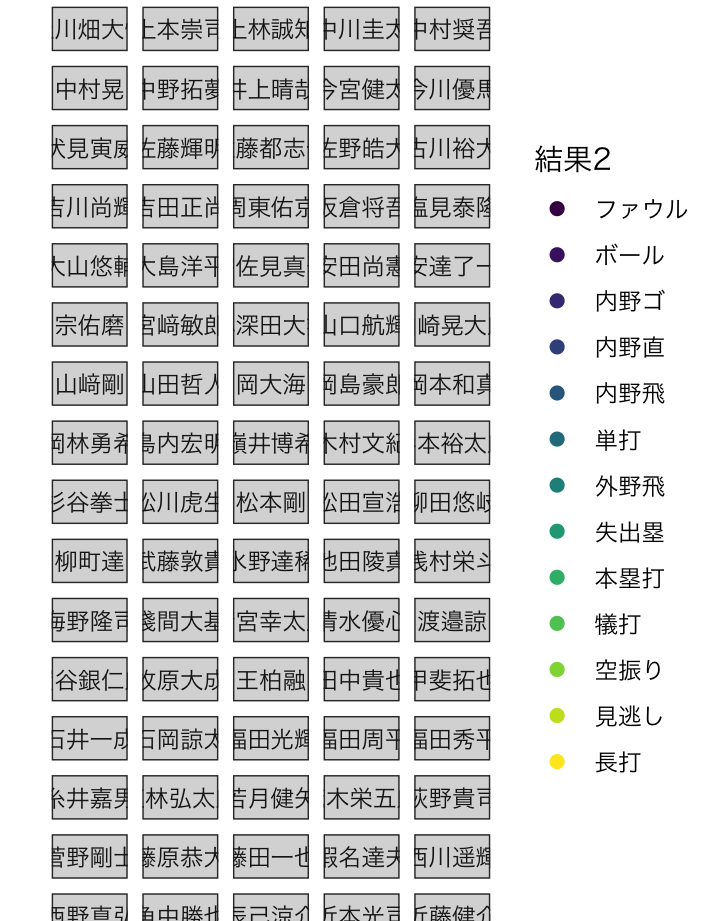 川畑大 上本崇司 上林誠知 中川圭太 中村奨吾
中村晃 中野拓夢 井上晴哉 今宮健太 今川優馬
伏見寅威 佐藤輝明 藤都志 佐野皓大 古川裕大
吉川尚輝 吉田正尚 周東佑京 坂倉将吾 塩見泰隆
大山悠輔 大島洋平 佐見真 安田尚憲 安達了一
宗佑磨 宮﨑敏郎 深田大 山口航輝 崎晃大
山﨑剛 山田哲人 岡大海 岡島豪郎 岡本和真
岡林勇希 島内宏明 嶺井博希 木村文紀 本裕太
杉谷拳士 松川虎生 松本剛 松田宣浩 柳田悠岐
柳町達 武藤敦貴 水野達稀 池田陵真 浅村栄斗
海野隆司 淺間大基 宮幸太 清水優心 渡邉諒
谷銀仁 牧原大成 王柏融 田中貴也 甲斐拓也
石井一成 石岡諒太 福田光輝 福田周平 福田秀平
糸井嘉男 林弘太 若月健矢 木栄五 荻野貴司
菅野剛士 藤原恭大 藤田一也 蝦名達夫 西川遥輝
西野真弘 角中勝也 辰己涼介 近本光司 近藤健介
結果2
ファウル
ボール
内野ゴ
内野直
内野飛
単打
外野飛
失出塁
本塁打
犠打
空振り
見逃し
長打